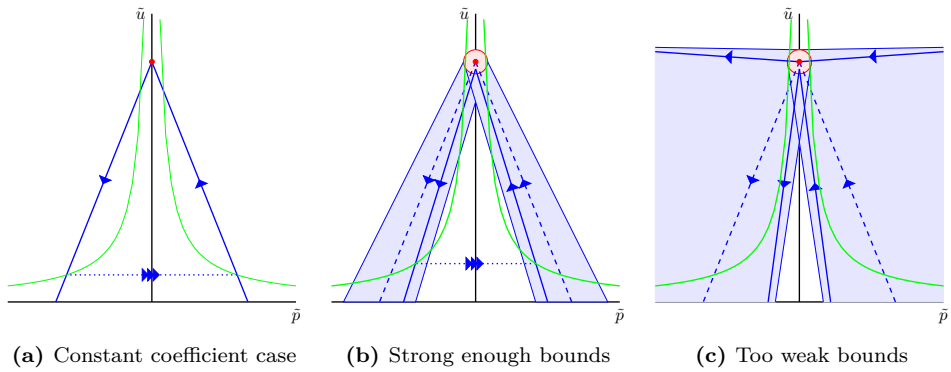 ũ
ũ
ũ
p̃
p̃
p̃
(a) Constant coefficient case
(b) Strong enough bounds
(c) Too weak bounds